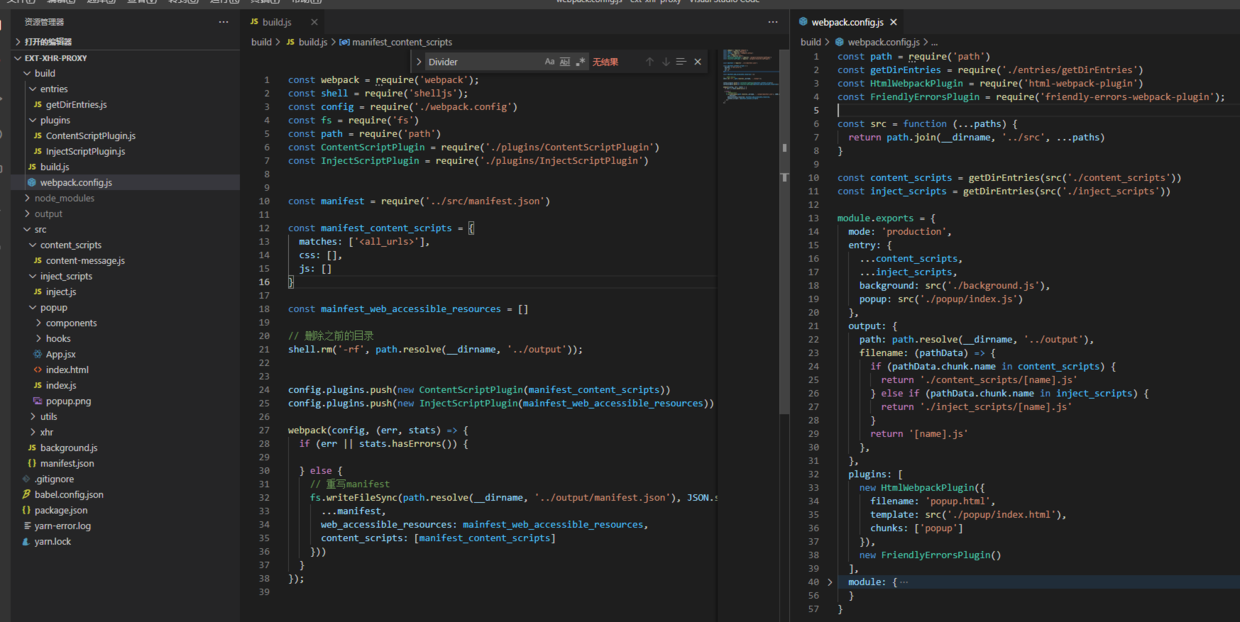 资源管理器
打开的编辑器
EXT-XHR-PROXY
build
entries
JS getDirEntries.js
plugins
JS ContentScriptPlugin.js
JS InjectScriptPlugin.js
JS build.js
webpack.config.js
node_modules
output
src
content_scripts
JS content-message.js
inject_scripts
JS inject.js
popup
components
hooks
App.jsx
index.html
JS index.js
popup.png
utils
xhr
JS background.js
{} manifest.json
.gitignore
babel.config.json
{} package.json
yarn-error.log
yarn.lock
JS build.js
build > JS build.js > manifest_content_scripts
Divider
Aa
无结果
1 const webpack = require('webpack');
2 const shell = require('shelljs');
3 const config = require('./webpack.config')
4 const fs = require('fs')
5 const path = require('path')
6 const ContentScriptPlugin = require('./plugins/ContentScriptPlugin')
7 const InjectScriptPlugin = require('./plugins/InjectScriptPlugin')
8
9
10 const manifest = require('../src/manifest.json')
11
12 const manifest_content_scripts = {
13 matches: ['<all_urls>'],
14 css: [],
15 js: []
16 }
17
18 const mainfest_web_accessible_resources = []
19
20 // 删除之前的目录
21 shell.rm('-rf', path.resolve(__dirname, '../output'));
22
23
24 config.plugins.push(new ContentScriptPlugin(manifest_content_scripts))
25 config.plugins.push(new InjectScriptPlugin(mainfest_web_accessible_resources))
26
27 webpack(config, (err, stats) => {
28 if (err || stats.hasErrors()) {
29
30 } else {
31 // 重写manifest
32 fs.writeFileSync(path.resolve(__dirname, '../output/manifest.json'), JSON.s
33 ...manifest,
34 web_accessible_resources: mainfest_web_accessible_resources,
35 content_scripts: [manifest_content_scripts]
36 }))
37 }
38 });
39
webpack.config.js
build > webpack.config.js > ...
1 const path = require('path')
2 const getDirEntries = require('./entries/getDirEntries')
3 const HtmlWebpackPlugin = require('html-webpack-plugin')
4 const FriendlyErrorsPlugin = require('friendly-errors-webpack-plugin');
5
6 const src = function (...paths) {
7 return path.join(__dirname, '../src', ...paths)
8 }
9
10 const content_scripts = getDirEntries(src('./content_scripts'))
11 const inject_scripts = getDirEntries(src('./inject_scripts'))
12
13 module.exports = {
14 mode: 'production',
15 entry: {
16 ...content_scripts,
17 ...inject_scripts,
18 background: src('./background.js'),
19 popup: src('./popup/index.js')
20 },
21 output: {
22 path: path.resolve(__dirname, '../output'),
23 filename: (pathData) => {
24 if (pathData.chunk.name in content_scripts) {
25 return './content_scripts/[name].js'
26 } else if (pathData.chunk.name in inject_scripts) {
27 return './inject_scripts/[name].js'
28 }
29 return '[name].js'
30 },
31 },
32 plugins: [
33 new HtmlWebpackPlugin({
34 filename: 'popup.html',
35 template: src('./popup/index.html'),
36 chunks: ['popup']
37 }),
38 new FriendlyErrorsPlugin()
39 ],
40 module: { ...
56 }
57 }